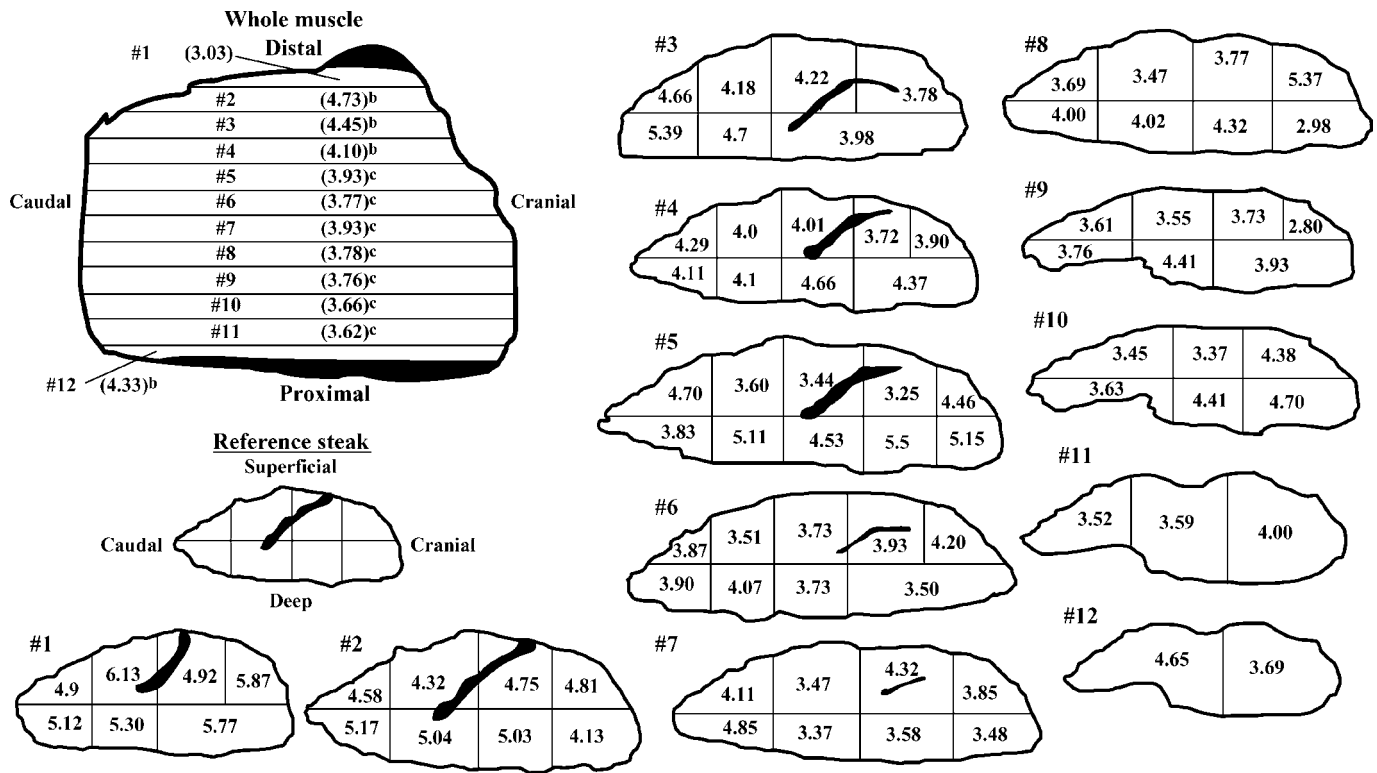 Whole muscle
Distal
#1 (3.03)
#2 (4.73)b
#3 (4.45)b
#4 (4.10)b
#5 (3.93)c
#6 (3.77)c
#7 (3.93)c
#8 (3.78)c
#9 (3.76)c
#10 (3.66)c
#11 (3.62)c
Caudal
Cranial
#12 (4.33)b
Proximal
Reference steak
Superficial
Caudal
Cranial
Deep
#1
4.9 6.13 4.92 5.87
5.12 5.30 5.77
#2
4.58 4.32 4.75 4.81
5.17 5.04 5.03 4.13
#3
4.66 4.18 4.22 3.78
5.39 4.7 3.98
#4
4.29 4.0 4.01 3.72 3.90
4.11 4.1 4.66 4.37
#5
4.70 3.60 3.44 3.25 4.46
3.83 5.11 4.53 5.5 5.15
#6
3.87 3.51 3.73 3.93 4.20
3.90 4.07 3.73 3.50
#7
4.11 3.47 4.32 3.85
4.85 3.37 3.58 3.48
#8
3.69 3.47 3.77 5.37
4.00 4.02 4.32 2.98
#9
3.61 3.55 3.73 2.80
3.76 4.41 3.93
#10
3.45 3.37 4.38
3.63 4.41 4.70
#11
3.52 3.59 4.00
#12
4.65 3.69